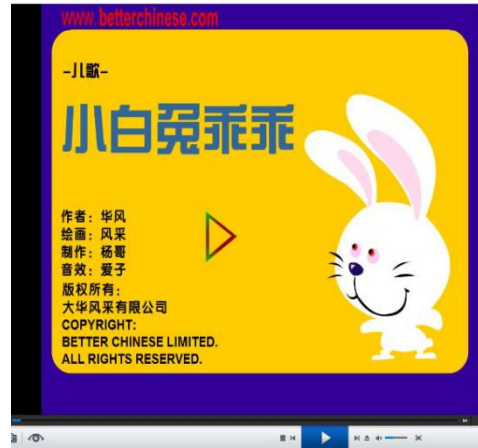 www.betterchinese.com
-儿歌-
小白兔乖乖
作者：华风
绘画：风采
制作：杨哥
音效：爱子
版权所有：
大华风采有限公司
COPYRIGHT:
BETTER CHINESE LIMITED.
ALL RIGHTS RESERVED.